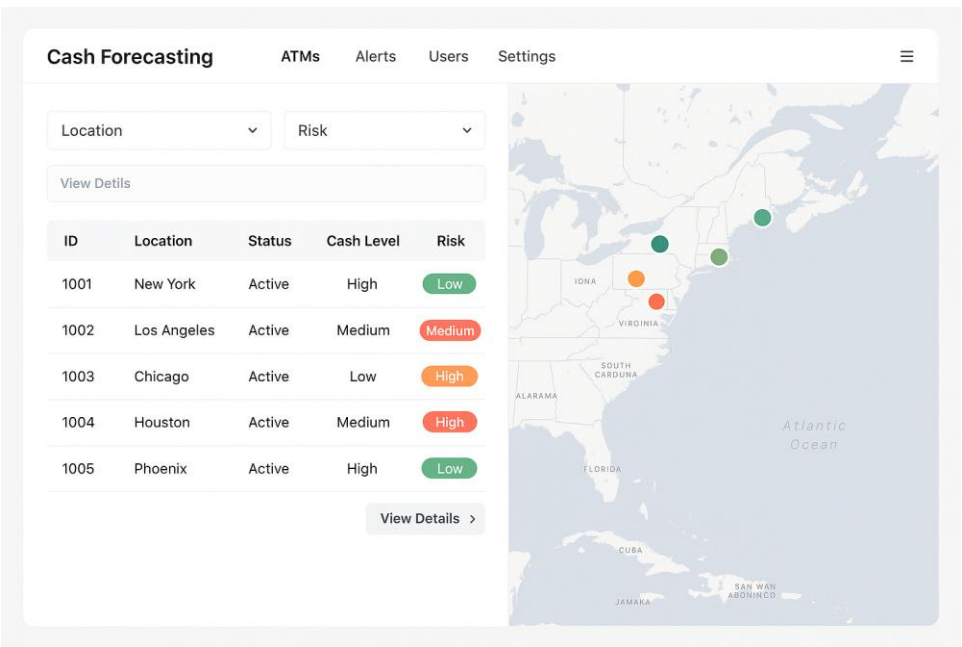 Cash Forecasting ATMs Alerts Users Settings
Location Risk
View Detils
ID Location Status Cash Level Risk
1001 New York Active High Low
1002 Los Angeles Active Medium Medium
1003 Chicago Active Low High
1004 Houston Active Medium High
1005 Phoenix Active High Low
View Details
IONA
VIROINIA
SOUTH
CARDUNA
ALARAMA
Atlantic
Ocean
FLORIDA
CUBA
SAN WAN
ABONINCO
JAMAKA